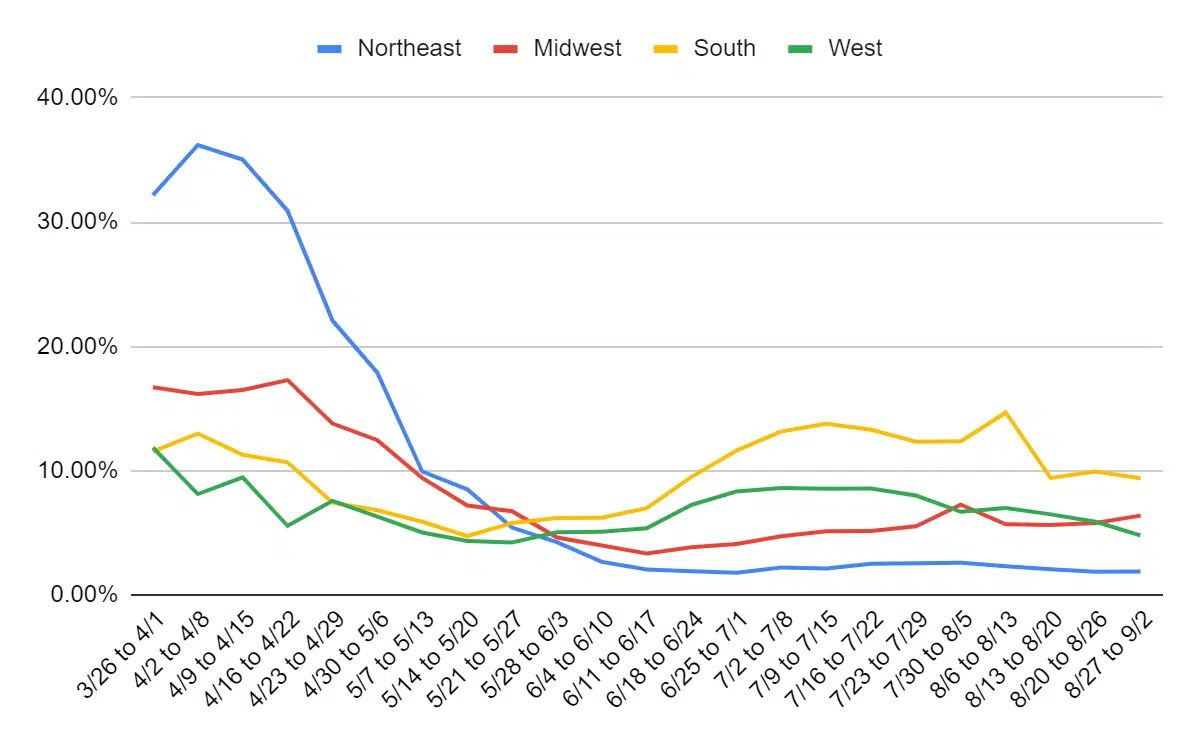 Northeast Midwest South West
40.00%
30.00%
20.00%
10.00%
0.00%
3/26 to 4/1
4/2 to 4/8
4/9 to 4/15
4/16 to 4/22
4/23 to 4/29
4/30 to 5/6
5/7 to 5/13
5/14 to 5/20
5/21 to 5/27
5/28 to 6/3
6/4 to 6/10
6/11 to 6/17
6/18 to 6/24
6/25 to 7/1
7/2 to 7/8
7/9 to 7/15
7/16 to 7/22
7/23 to 7/29
7/30 to 8/5
8/6 to 8/13
8/13 to 8/20
8/20 to 8/26
8/27 to 9/2